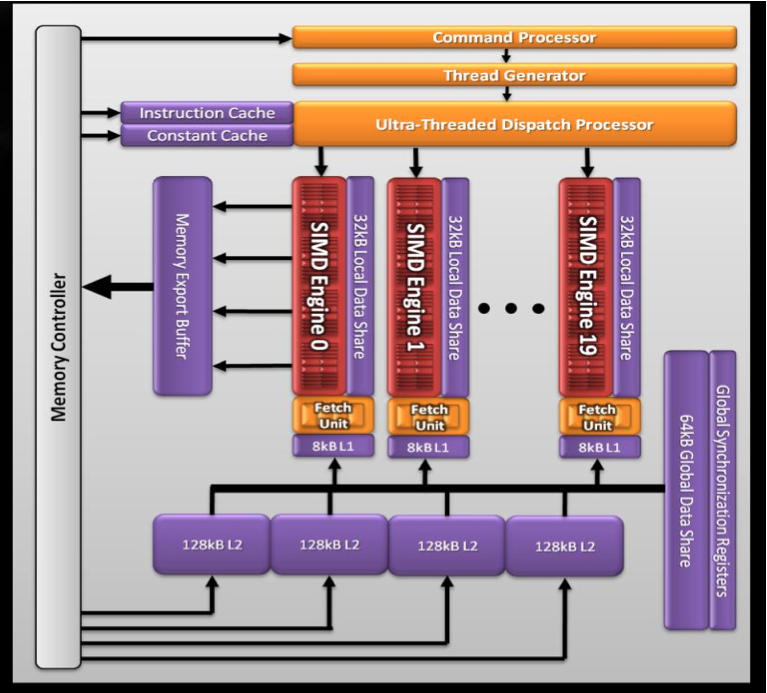 Command Processor
Thread Generator
Instruction Cache
Constant Cache
Ultra-Threaded Dispatch Processor
Memory Controller
Memory Export Buffer
SIMD Engine 0
32kB Local Data Share
SIMD Engine 1
32kB Local Data Share
SIMD Engine 19
32kB Local Data Share
Fetch
Unit
8kB L1
Fetch
Unit
8kB L1
Fetch
Unit
8kB L1
64kB Global Data Share
Global Synchronization Registers
128kB L2
128kB L2
128kB L2
128kB L2